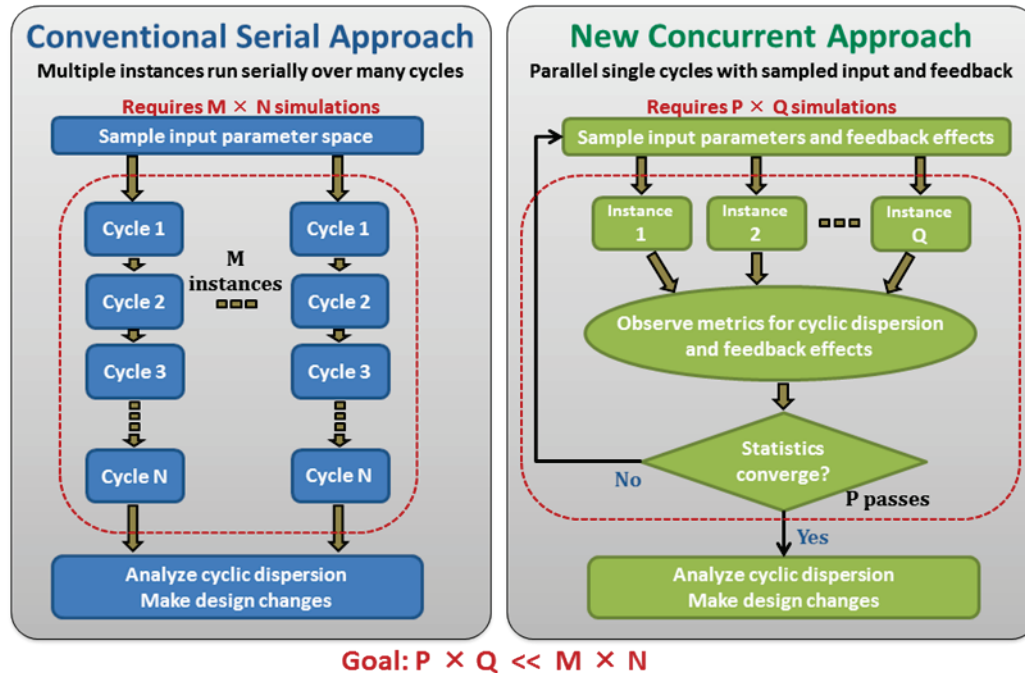 Conventional Serial Approach
Multiple instances run serially over many cycles
Requires M × N simulations
Sample input parameter space
Cycle 1
Cycle 1
M
instances
Cycle 2
Cycle 2
Cycle 3
Cycle 3
Cycle N
Cycle N
Analyze cyclic dispersion
Make design changes
New Concurrent Approach
Parallel single cycles with sampled input and feedback
Requires P × Q simulations
Sample input parameters and feedback effects
Instance
1
Instance
2
Instance
Q
Observe metrics for cyclic dispersion
and feedback effects
Statistics
converge?
No
P passes
Yes
Analyze cyclic dispersion
Make design changes
Goal: P × Q << M × N